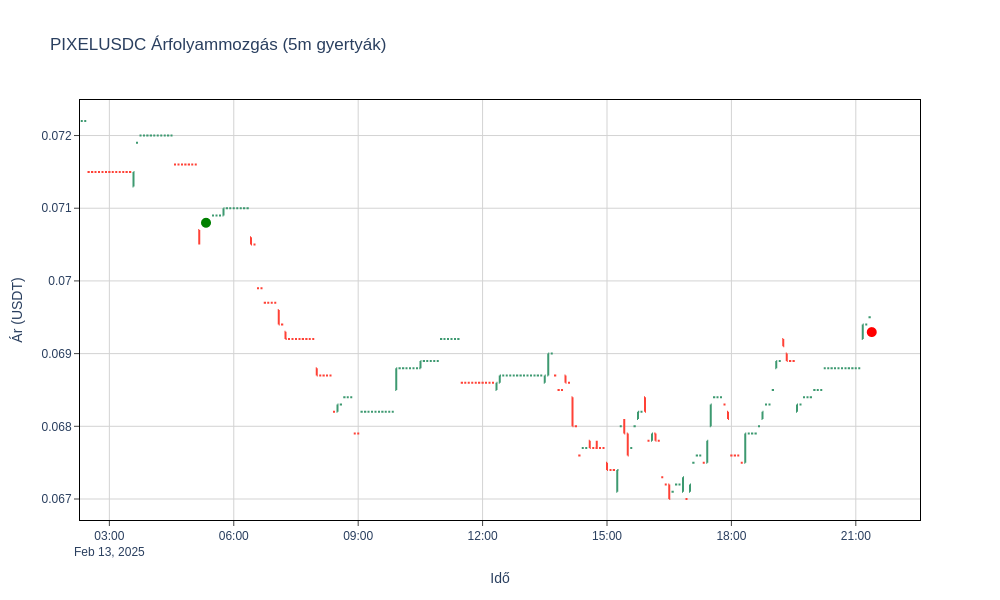 PIXELUSDC Árfolyammozgás (5m gyertyák)
Ár (USDT)
0.072
0.071
0.07
0.069
0.068
0.067
03:00 06:00 09:00 12:00 15:00 18:00 21:00
Feb 13, 2025
Idő